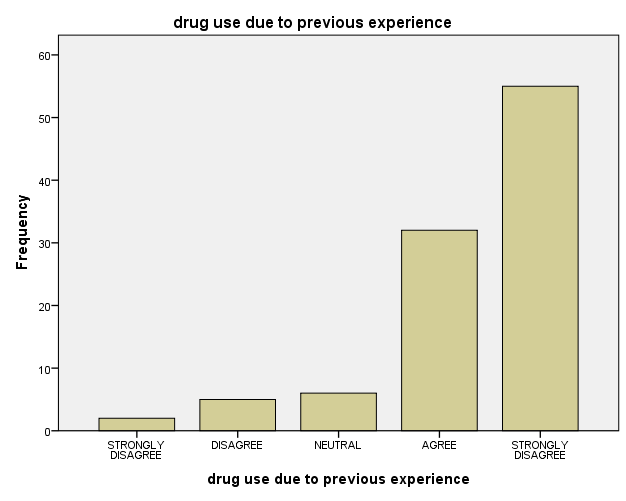 drug use due to previous experience
60
50
40
30
20
10
0
Frequency
STRONGLY
DISAGREE
DISAGREE
NEUTRAL
AGREE
STRONGLY
DISAGREE
drug use due to previous experience